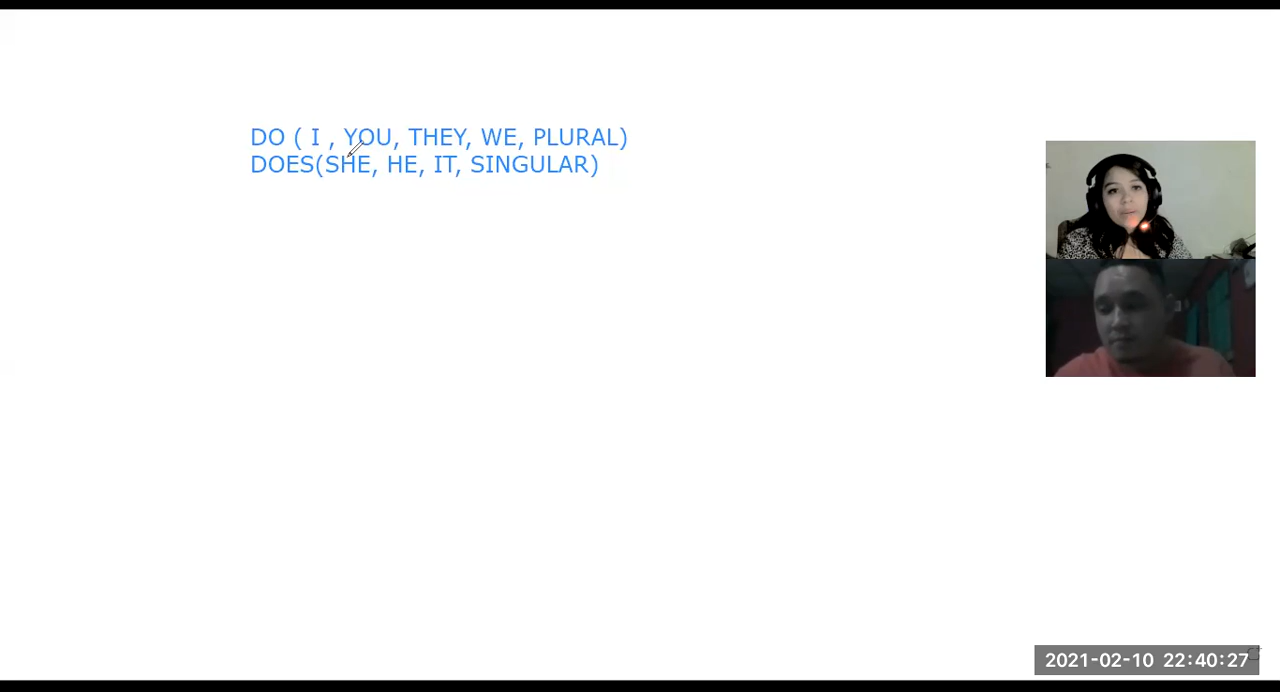 DO ( I , YOU, THEY, WE, PLURAL)
DOES(SHE, HE, IT, SINGULAR)
2021-02-10 22:40:27